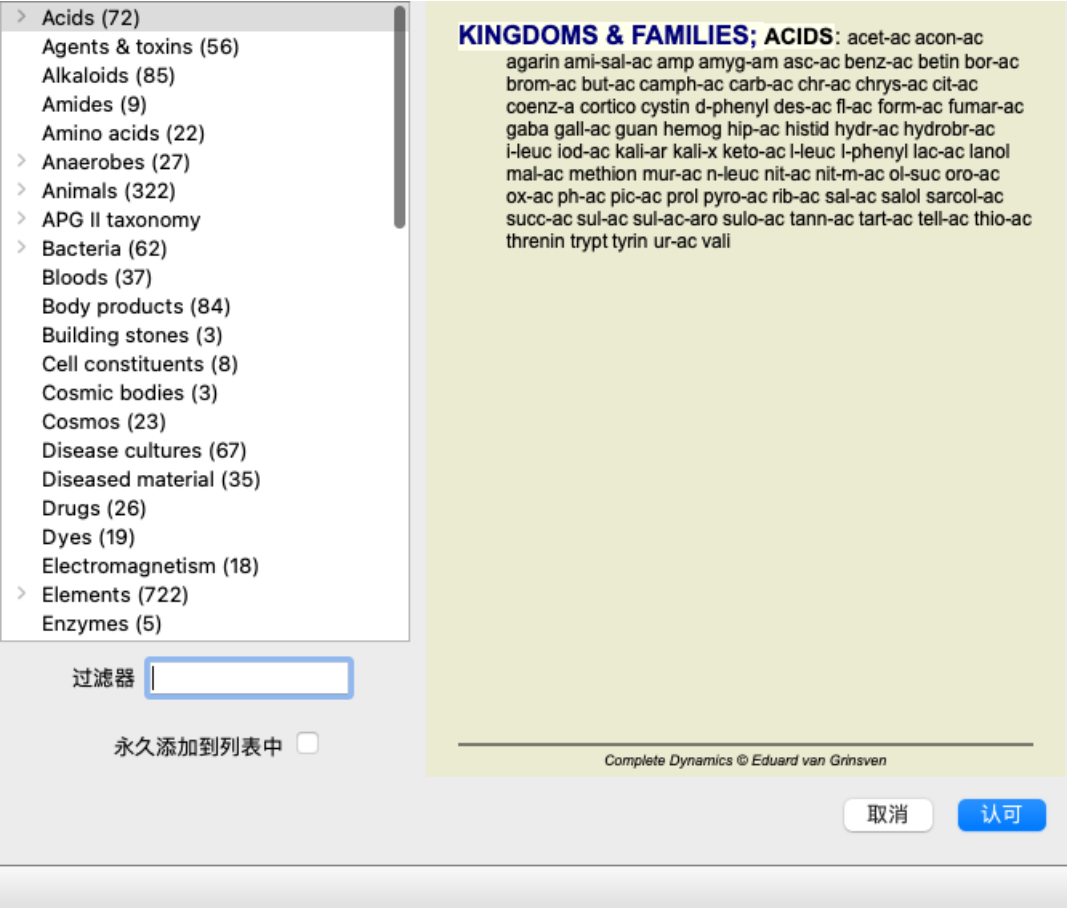 Acids (72)
Agents & toxins (56)
Alkaloids (85)
Amides (9)
Amino acids (22)
Anaerobes (27)
Animals (322)
APG II taxonomy
Bacteria (62)
Bloods (37)
Body products (84)
Building stones (3)
Cell constituents (8)
Cosmic bodies (3)
Cosmos (23)
Disease cultures (67)
Diseased material (35)
Drugs (26)
Dyes (19)
Electromagnetism (18)
Elements (722)
Enzymes (5)
过滤器
永久添加到列表中
KINGDOMS & FAMILIES; ACIDS: acet-ac acon-ac
agarin ami-sal-ac amp amyg-am asc-ac benz-ac betin bor-ac
brom-ac but-ac camph-ac carb-ac chr-ac chrys-ac cit-ac
coenz-a cortico cystin d-phenyl des-ac fl-ac form-ac fumar-ac
gaba gall-ac guan hemog hip-ac histid hydr-ac hydrobr-ac
i-leuc iod-ac kali-ar kali-x keto-ac l-leuc l-phenyl lac-ac lanol
mal-ac methion mur-ac n-leuc nit-ac nit-m-ac ol-suc oro-ac
ox-ac ph-ac pic-ac prol pyro-ac rib-ac sal-ac salol sarcol-ac
succ-ac sul-ac sul-ac-aro sulo-ac tann-ac tart-ac tell-ac thio-ac
threnin trypt tyrin ur-ac vali
Complete Dynamics © Eduard van Grinsven
取消
认可